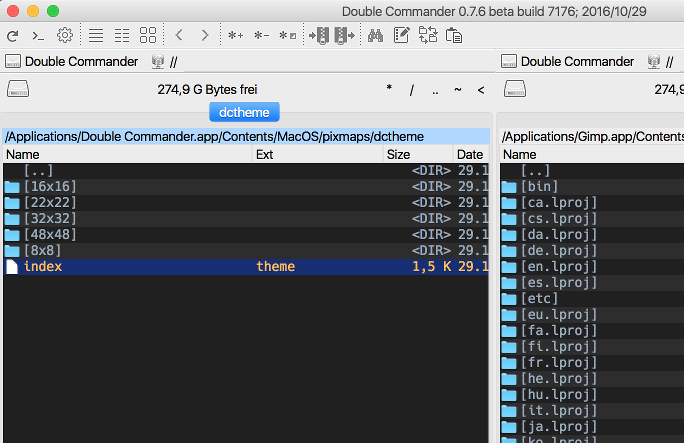 Double Commander 0.7.6 beta build 7176; 2016/10/29
Double Commander //
Double Commander //
274,9 G Bytes frei * / .. ~ <
274,9
dctheme
/Applications/Double Commander.app/Contents/MacOS/pixmaps/dctheme
/Applications/Gimp.app/Contents
Name Ext Size Date
Name
[..] <DIR> 29.1
[16x16] <DIR> 29.1
[22x22] <DIR> 29.1
[32x32] <DIR> 29.1
[48x48] <DIR> 29.1
[8x8] <DIR> 29.1
index theme 1,5 K 29.1
[..]
[bin]
[ca.lproj]
[cs.lproj]
[da.lproj]
[de.lproj]
[en.lproj]
[es.lproj]
[etc]
[eu.lproj]
[fa.lproj]
[fi.lproj]
[fr.lproj]
[he.lproj]
[hu.lproj]
[it.lproj]
[ja.lproj]
[ko.lproj]